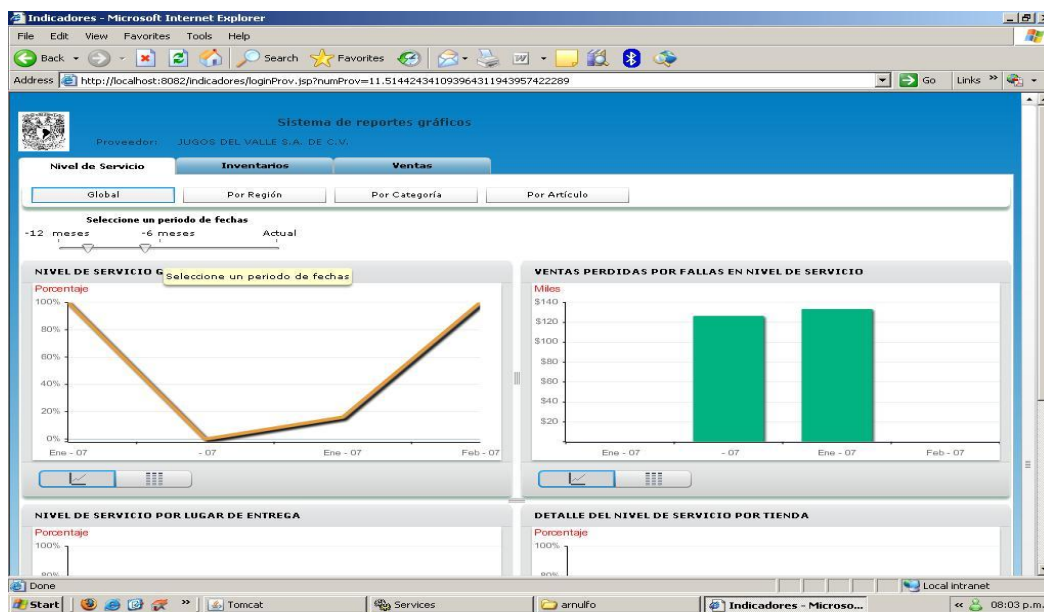 Indicadores - Microsoft Internet Explorer
File Edit View Favorites Tools Help
Back Search Favorites
Address http://localhost:8082/indicadores/loginProv.jsp?numProv=11.514424341093964311943957422289 Go Links »
Sistema de reportes gráficos
Proveedor: JUGOS DEL VALLE S.A. DE C.V.
Nivel de Servicio Inventarios Ventas
Global Por Región Por Categoría Por Artículo
Seleccione un periodo de fechas
-12 meses -6 meses Actual
NIVEL DE SERVICIO G
Seleccione un periodo de fechas
Porcentaje
100%
80%
60%
40%
20%
0%
Ene - 07 - 07 Ene - 07 Feb - 07
VENTAS PERDIDAS POR FALLAS EN NIVEL DE SERVICIO
Miles
$140
$120
$100
$80
$60
$40
$20
Ene - 07 - 07 Ene - 07 Feb - 07
NIVEL DE SERVICIO POR LUGAR DE ENTREGA
Porcentaje
100%
80%
DETALLE DEL NIVEL DE SERVICIO POR TIENDA
Porcentaje
100%
80%
Done Local intranet
Start » Tomcat Services arnulfo Indicadores - Microso... « 08:03 p.m.